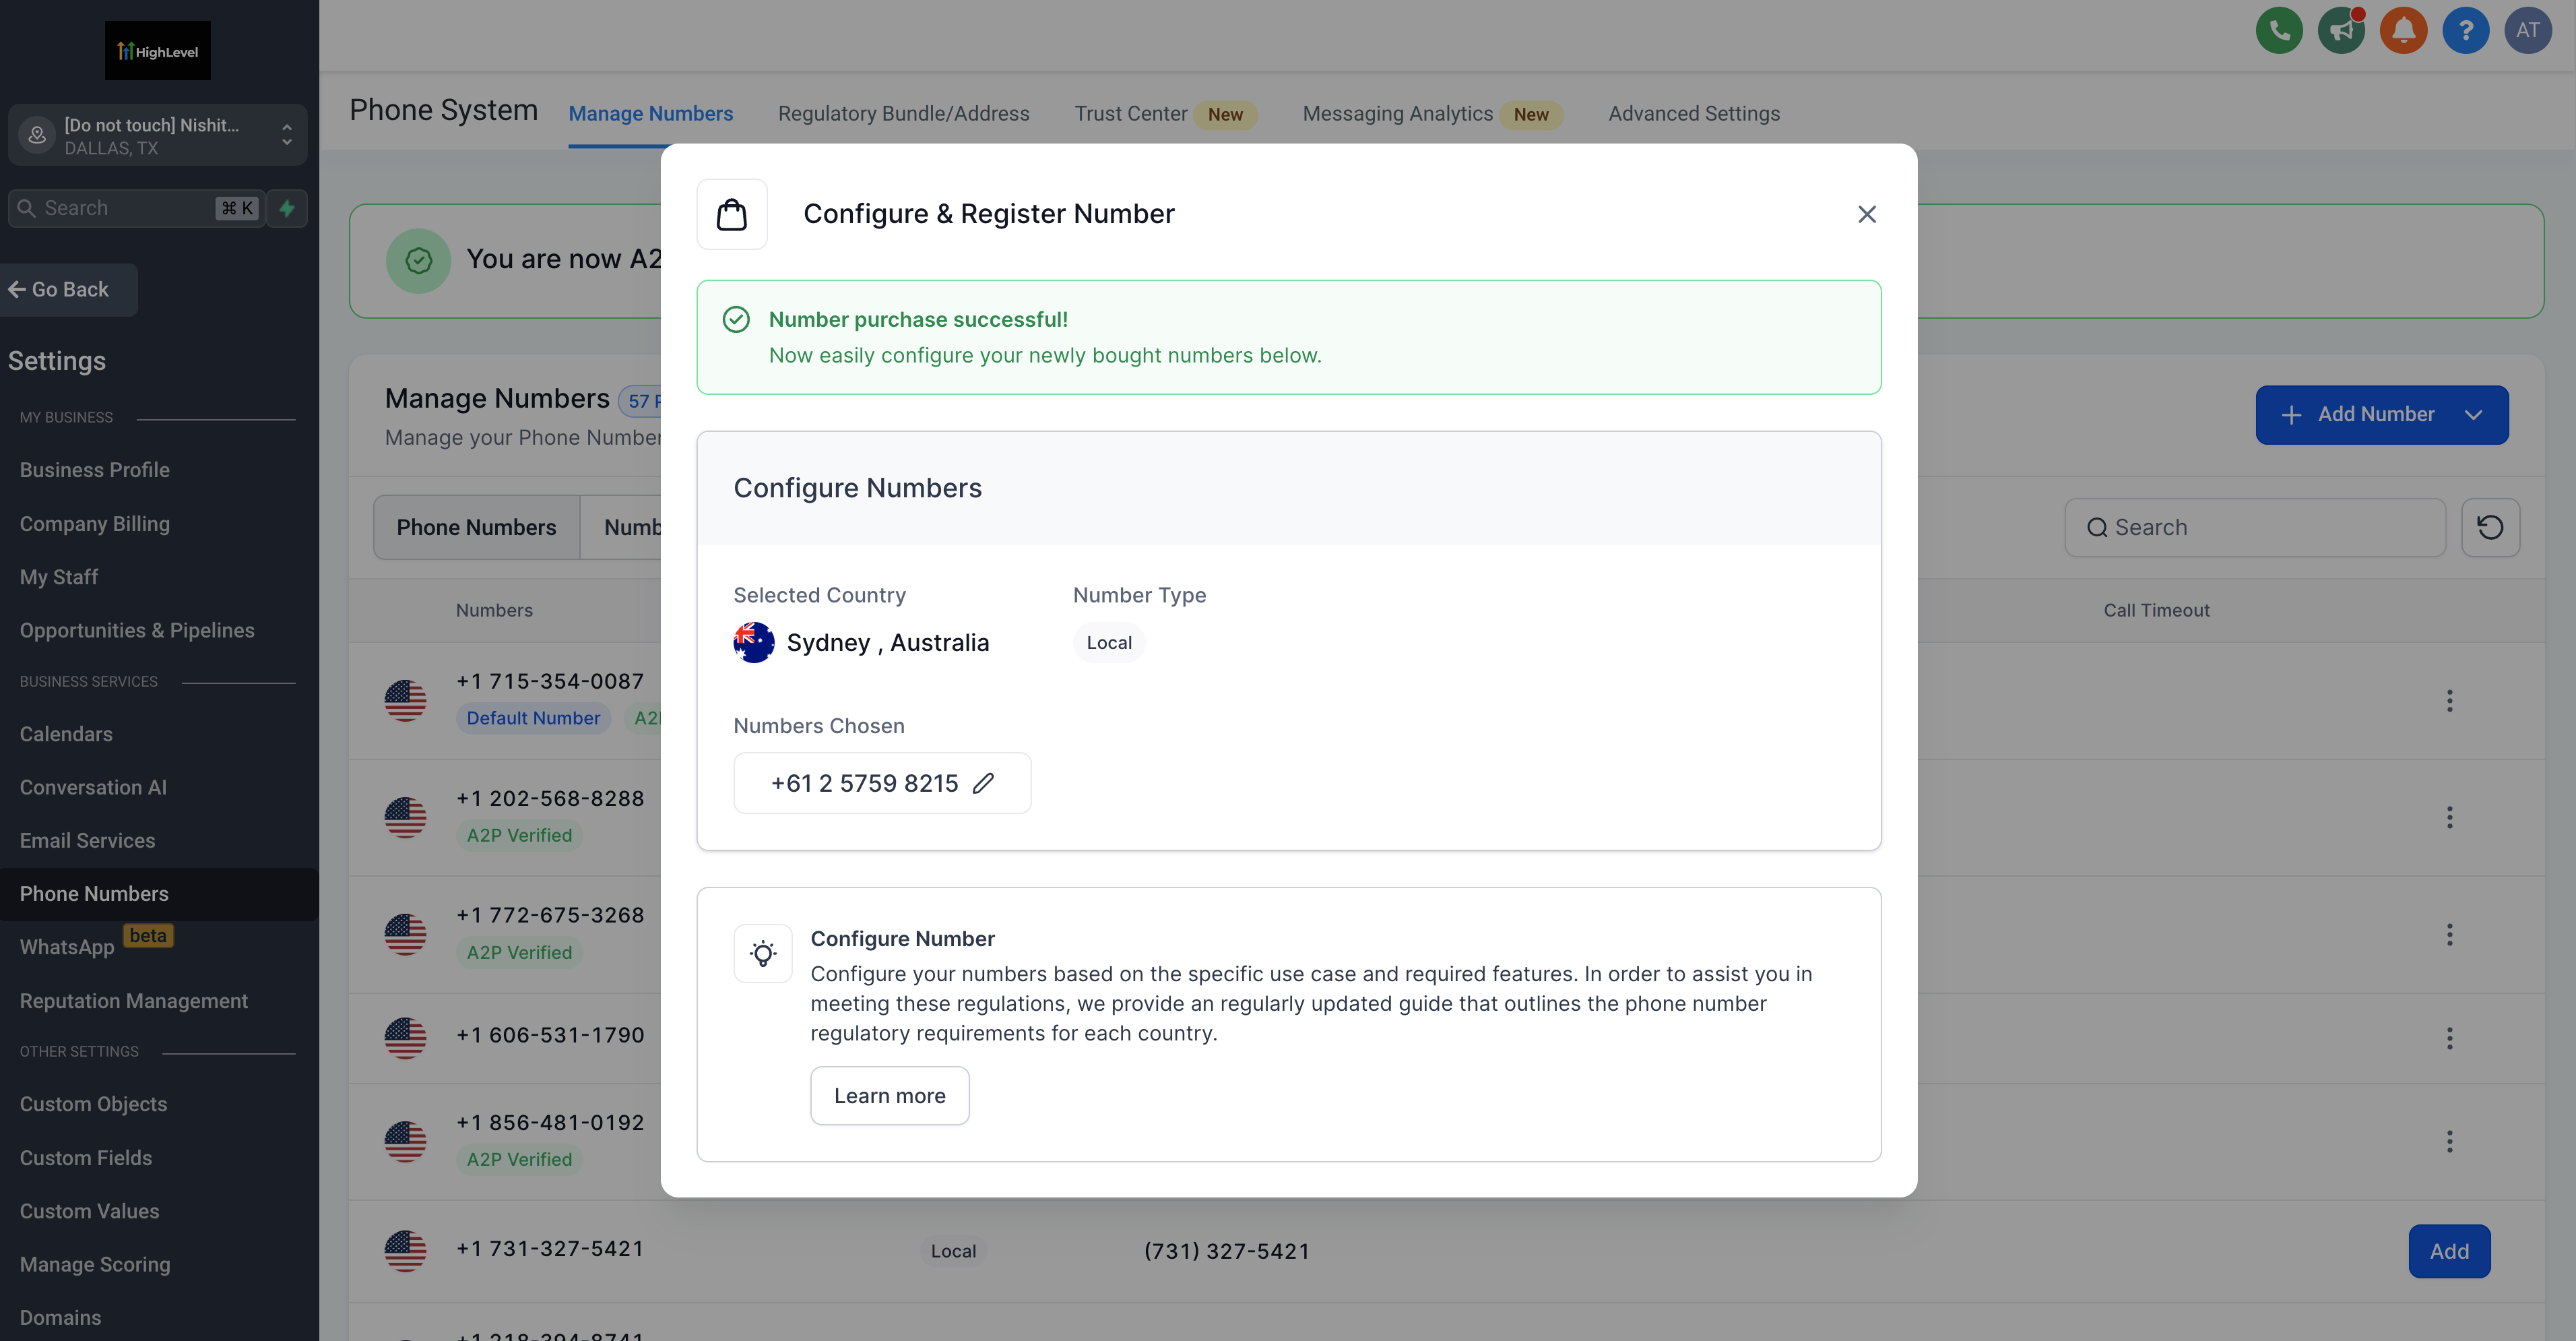 HighLevel
[Do not touch] Nishit...
DALLAS, TX
Search
⌘ K
Go Back
Settings
MY BUSINESS
Business Profile
Company Billing
My Staff
Opportunities & Pipelines
BUSINESS SERVICES
Calendars
Conversation AI
Email Services
Phone Numbers
WhatsApp beta
Reputation Management
OTHER SETTINGS
Custom Objects
Custom Fields
Custom Values
Manage Scoring
Domains
? AT
Phone System Manage Numbers Regulatory Bundle/Address Trust Center New Messaging Analytics New Advanced Settings
You are now
Manage Numbers 57
Manage your Phone
Add Number
Phone Numbers
Search
Numbers
Call Timeout
+1 715-354-0087
Default Number
+1 202-568-8288
A2P Verified
+1 772-675-3268
A2P Verified
+1 606-531-1790
+1 856-481-0192
A2P Verified
+1 731-327-5421 Local (731) 327-5421 Add
Configure & Register Number
Number purchase successful!
Now easily configure your newly bought numbers below.
Configure Numbers
Selected Country Number Type
Sydney , Australia Local
Numbers Chosen
+61 2 5759 8215
Configure Number
Configure your numbers based on the specific use case and required features. In order to assist you in
meeting these regulations, we provide an regularly updated guide that outlines the phone number
regulatory requirements for each country.
Learn more